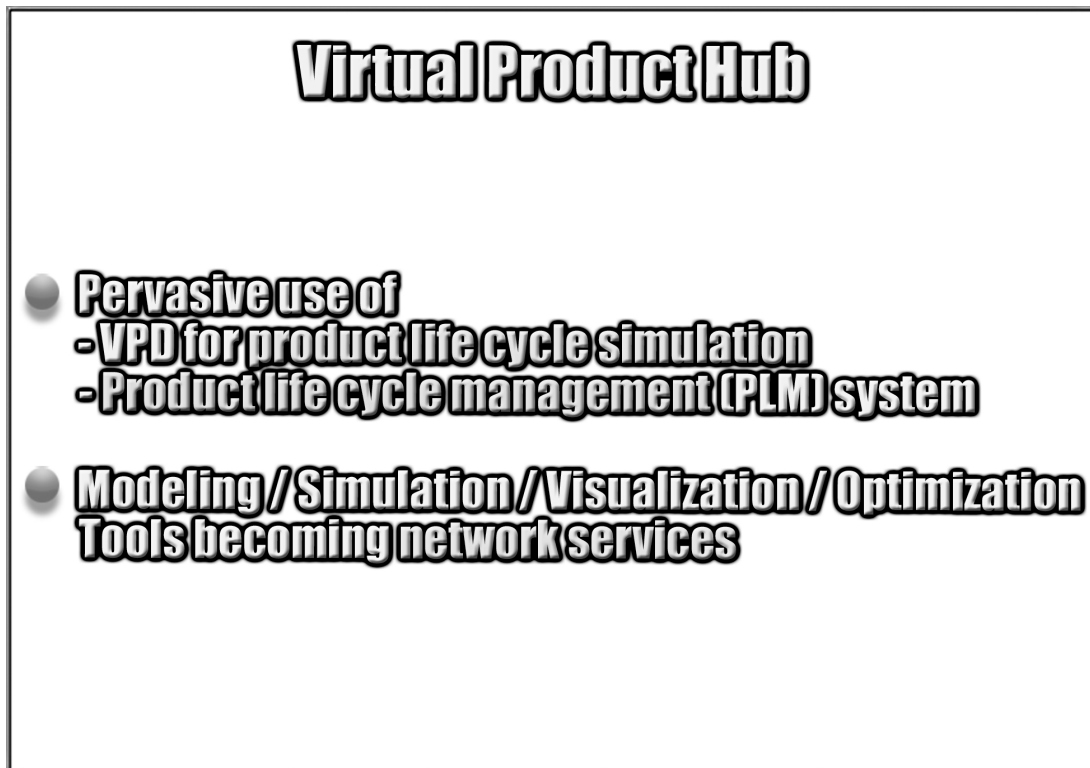 Virtual Product Hub
Pervasive use of
- VPD for product life cycle simulation
- Product life cycle management (PLM) system
Modeling / Simulation / Visualization / Optimization
Tools becoming network services